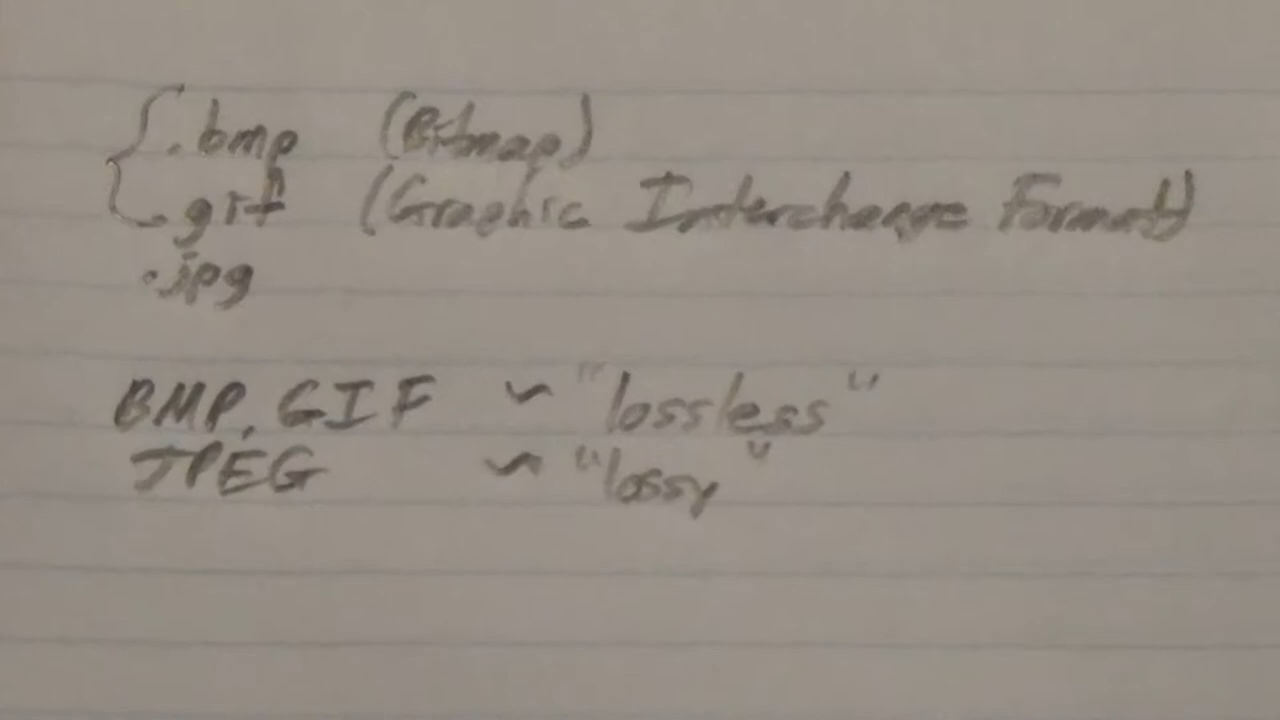 .bmp (Bitmap)
.gif (Graphic Interchange Format)
.jpg
BMP, GIF ~ "lossless"
JPEG ~ "lossy"